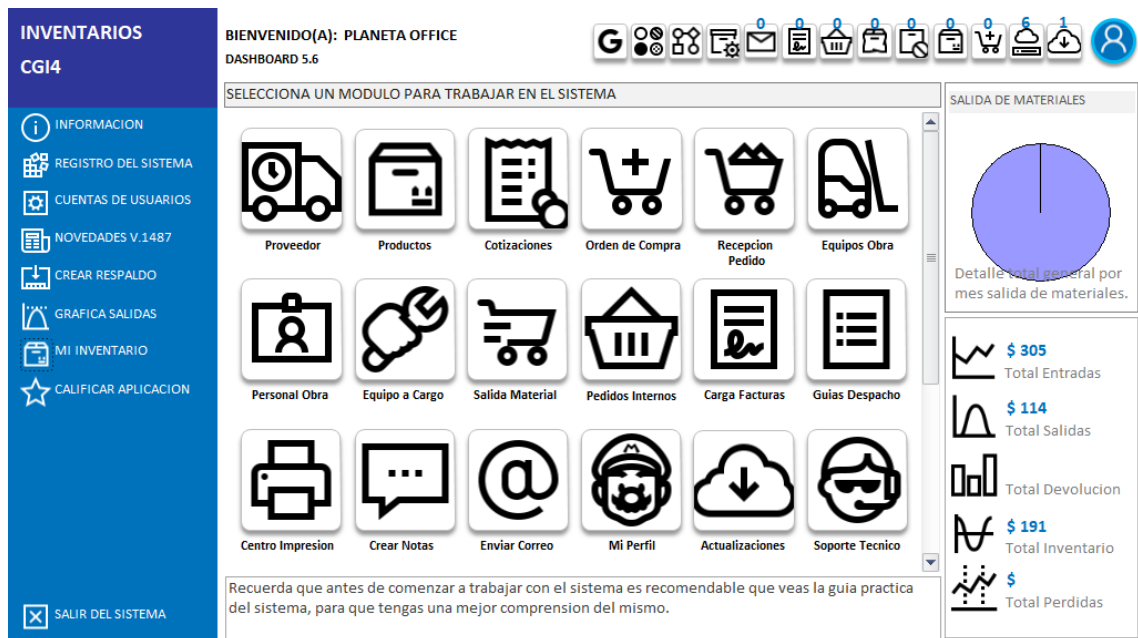 INVENTARIOS
CGI4
BIENVENIDO(A): PLANETA OFFICE
DASHBOARD 5.6
G
0
0
0
0
0
0
0
6
1
INFORMACION
REGISTRO DEL SISTEMA
CUENTAS DE USUARIOS
NOVEDADES V.1487
CREAR RESPALDO
GRAFICA SALIDAS
MI INVENTARIO
CALIFICAR APLICACION
SALIR DEL SISTEMA
SELECCIONA UN MODULO PARA TRABAJAR EN EL SISTEMA
Proveedor
Productos
Cotizaciones
Orden de Compra
Recepcion
Pedido
Equipos Obra
Personal Obra
Equipo a Cargo
Salida Material
Pedidos Internos
Carga Facturas
Guias Despacho
Centro Impresion
Crear Notas
@
Enviar Correo
M
Mi Perfil
Actualizaciones
Soporte Tecnico
Recuerda que antes de comenzar a trabajar con el sistema es recomendable que veas la guia practica
del sistema, para que tengas una mejor comprension del mismo.
SALIDA DE MATERIALES
Detalle total general por
mes salida de materiales.
$ 305
Total Entradas
$ 114
Total Salidas
Total Devolucion
$ 191
Total Inventario
$
Total Perdidas